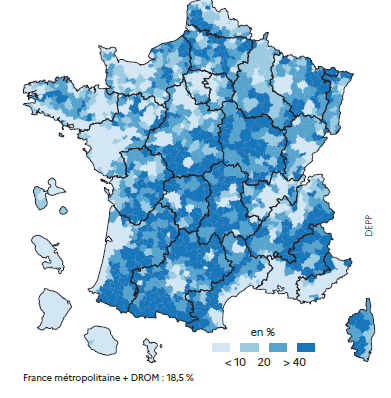 DEPP
en %
< 10 20 > 40
France métropolitaine + DROM : 18,5 %